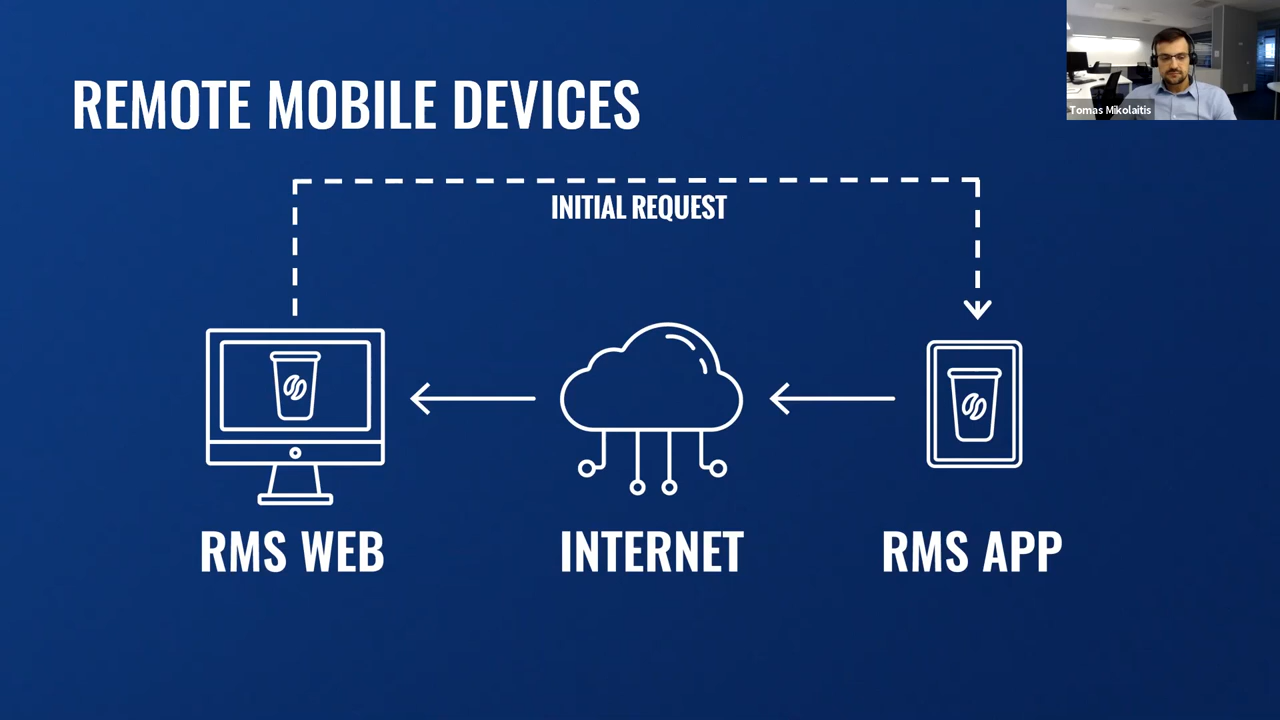 REMOTE MOBILE DEVICES
Tomas Mikolaitis
INITIAL REQUEST
RMS WEB
INTERNET
RMS APP